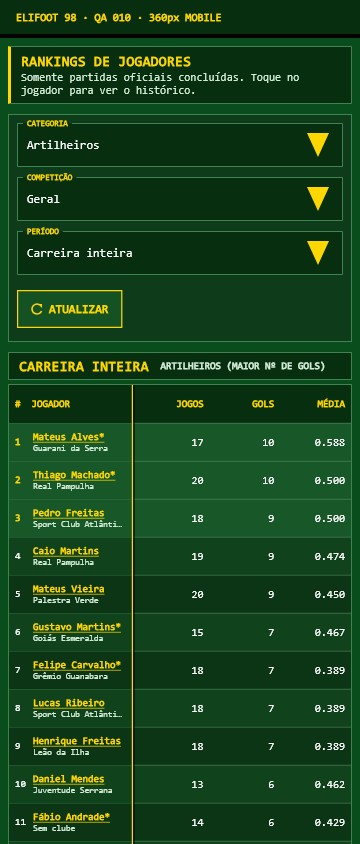 ELIFOOT 98 · QA 010 · 360px MOBILE
RANKINGS DE JOGADORES
Somente partidas oficiais concluídas. Toque no
jogador para ver o histórico.
CATEGORIA
Artilheiros
COMPETIÇÃO
Geral
PERÍODO
Carreira inteira
ATUALIZAR
CARREIRA INTEIRA ARTILHEIROS (MAIOR Nº DE GOLS)
# JOGADOR JOGOS GOLS MÉDIA
1 Mateus Alves* 17 10 0.588
Guarani da Serra
2 Thiago Machado* 20 10 0.500
Real Pampulha
3 Pedro Freitas 18 9 0.500
Sport Club Atlânti…
4 Caio Martins 19 9 0.474
Real Pampulha
5 Mateus Vieira 20 9 0.450
Palestra Verde
6 Gustavo Martins* 15 7 0.467
Goiás Esmeralda
7 Felipe Carvalho* 18 7 0.389
Grêmio Guanabara
8 Lucas Ribeiro 18 7 0.389
Sport Club Atlânti…
9 Henrique Freitas 18 7 0.389
Leão da Ilha
10 Daniel Mendes 13 6 0.462
Juventude Serrana
11 Fábio Andrade* 14 6 0.429
Sem clube